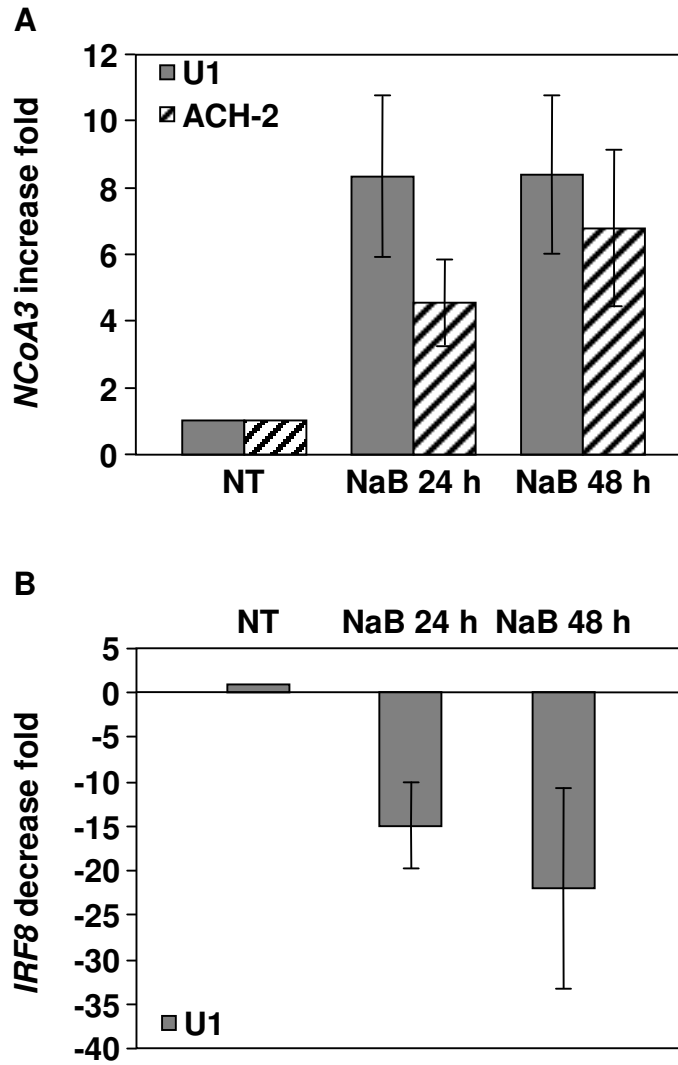 A
NCoA3 increase fold
12
10
8
6
4
2
0
U1
ACH-2
NT NaB 24 h NaB 48 h
B
NT NaB 24 h NaB 48 h
IRF8 decrease fold
5
0
-5
-10
-15
-20
-25
-30
-35
-40
U1